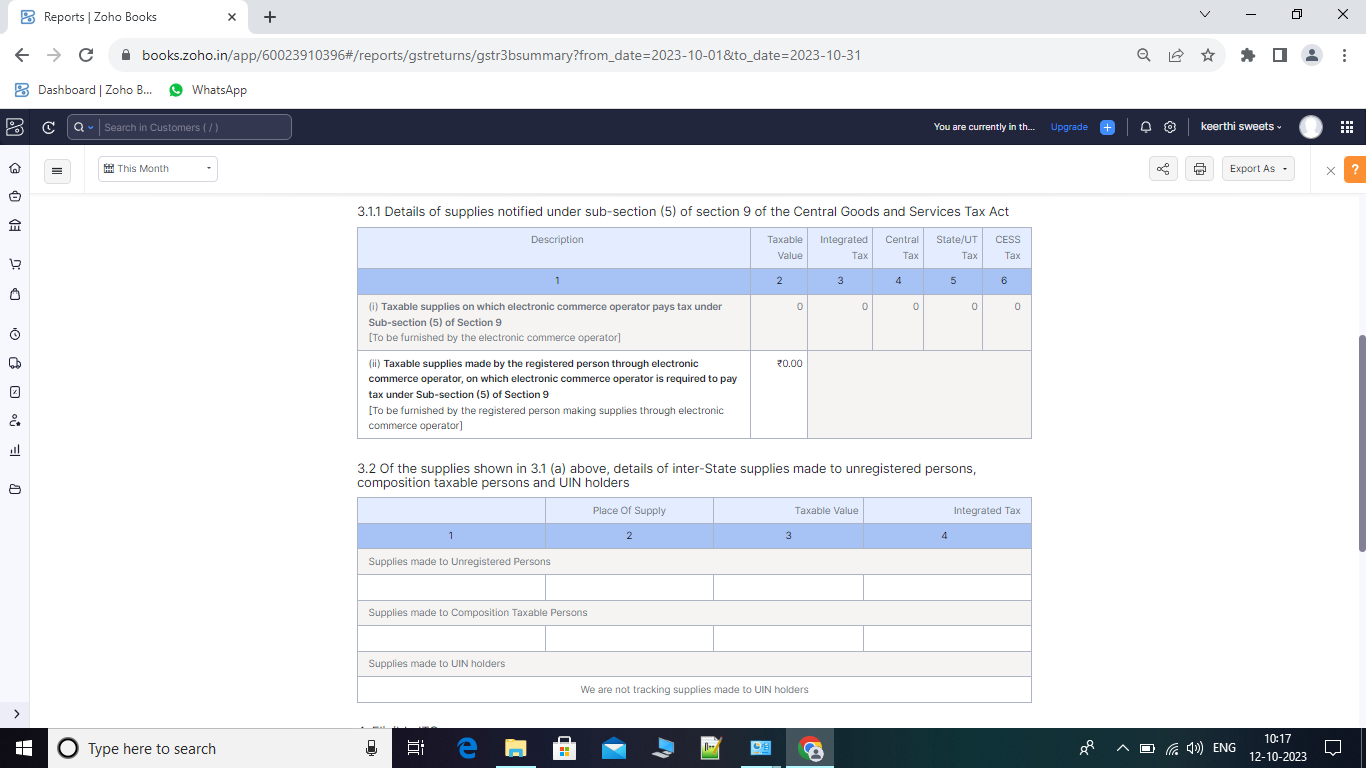 Reports | Zoho Books
books.zoho.in/app/60023910396#/reports/gstreturns/gstr3bsummary?from_date=2023-10-01&to_date=2023-10-31
Dashboard | Zoho B... WhatsApp
Search in Customers ( / ) You are currently in th... Upgrade keerthi sweets
This Month Export As ?
3.1.1 Details of supplies notified under sub-section (5) of section 9 of the Central Goods and Services Tax Act
Description Taxable Integrated Central State/UT CESS
Value Tax Tax Tax Tax
1 2 3 4 5 6
(i) Taxable supplies on which electronic commerce operator pays tax under 0 0 0 0 0
Sub-section (5) of Section 9
[To be furnished by the electronic commerce operator]
(ii) Taxable supplies made by the registered person through electronic ₹0.00
commerce operator, on which electronic commerce operator is required to pay
tax under Sub-section (5) of Section 9
[To be furnished by the registered person making supplies through electronic
commerce operator]
3.2 Of the supplies shown in 3.1 (a) above, details of inter-State supplies made to unregistered persons,
composition taxable persons and UIN holders
Place Of Supply Taxable Value Integrated Tax
1 2 3 4
Supplies made to Unregistered Persons
Supplies made to Composition Taxable Persons
Supplies made to UIN holders
We are not tracking supplies made to UIN holders
Type here to search ENG 10:17
12-10-2023